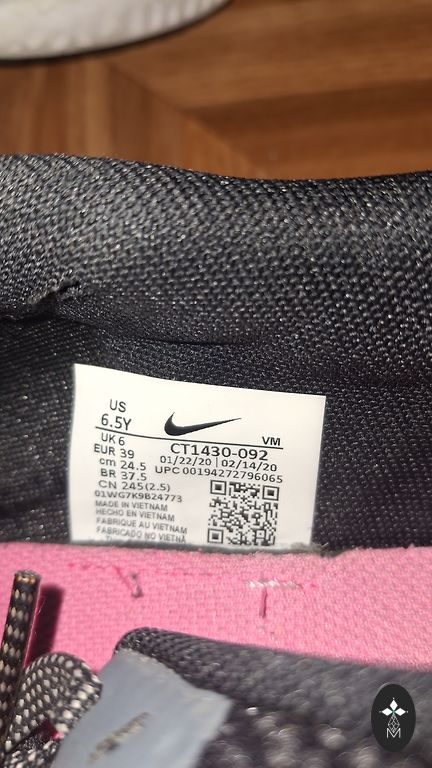 US
6.5Y
VM
UK 6
CT1430-092
EUR 39
01/22/20 | 02/14/20
cm 24.5
UPC 00194272796065
BR 37.5
CN 245(2.5)
01WG7K9B24773
MADE IN VIETNAM
HECHO EN VIETNAM
FABRIQUE AU VIETNAM
FABRICADO NO VIETNÃ
M